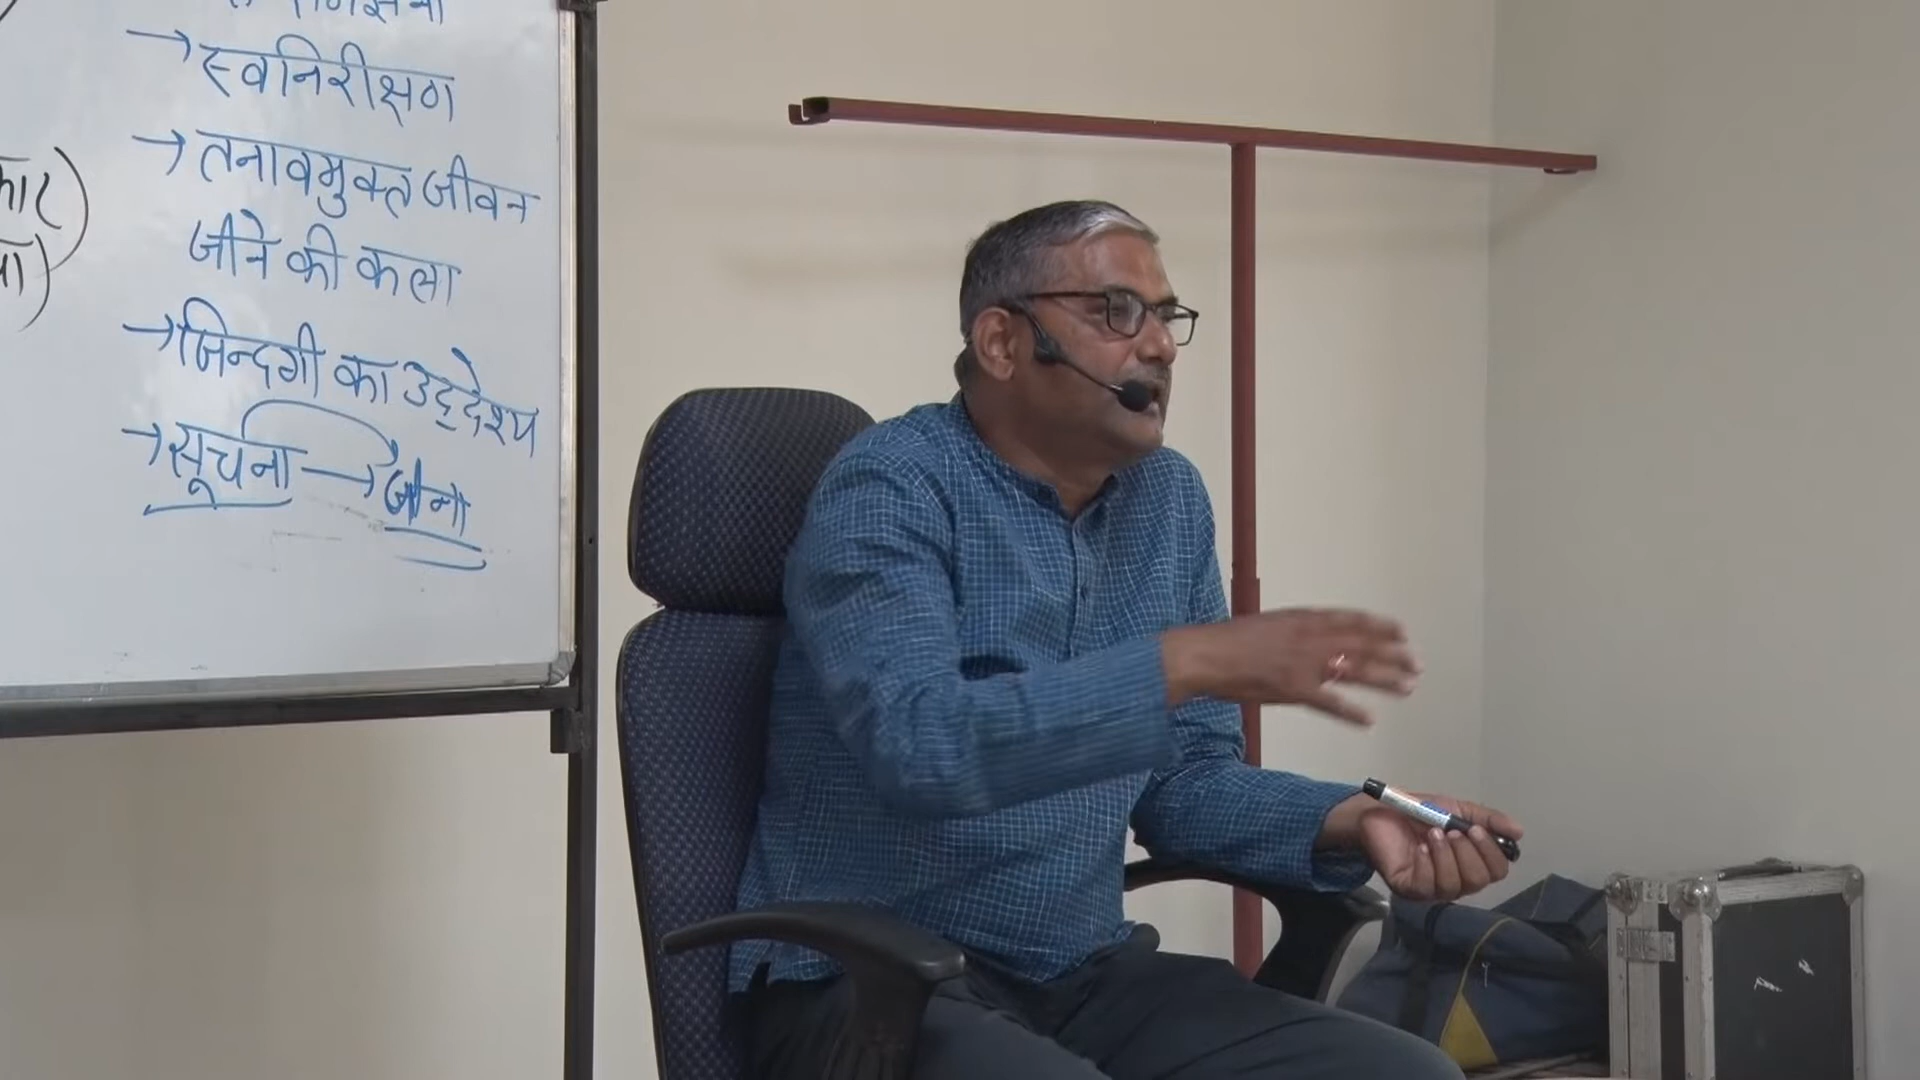 → स्वनिरीक्षण
→ तनावमुक्त जीवन
जीने की कला
→ जिन्दगी का उद्देश्य
→ सूचना → जीना